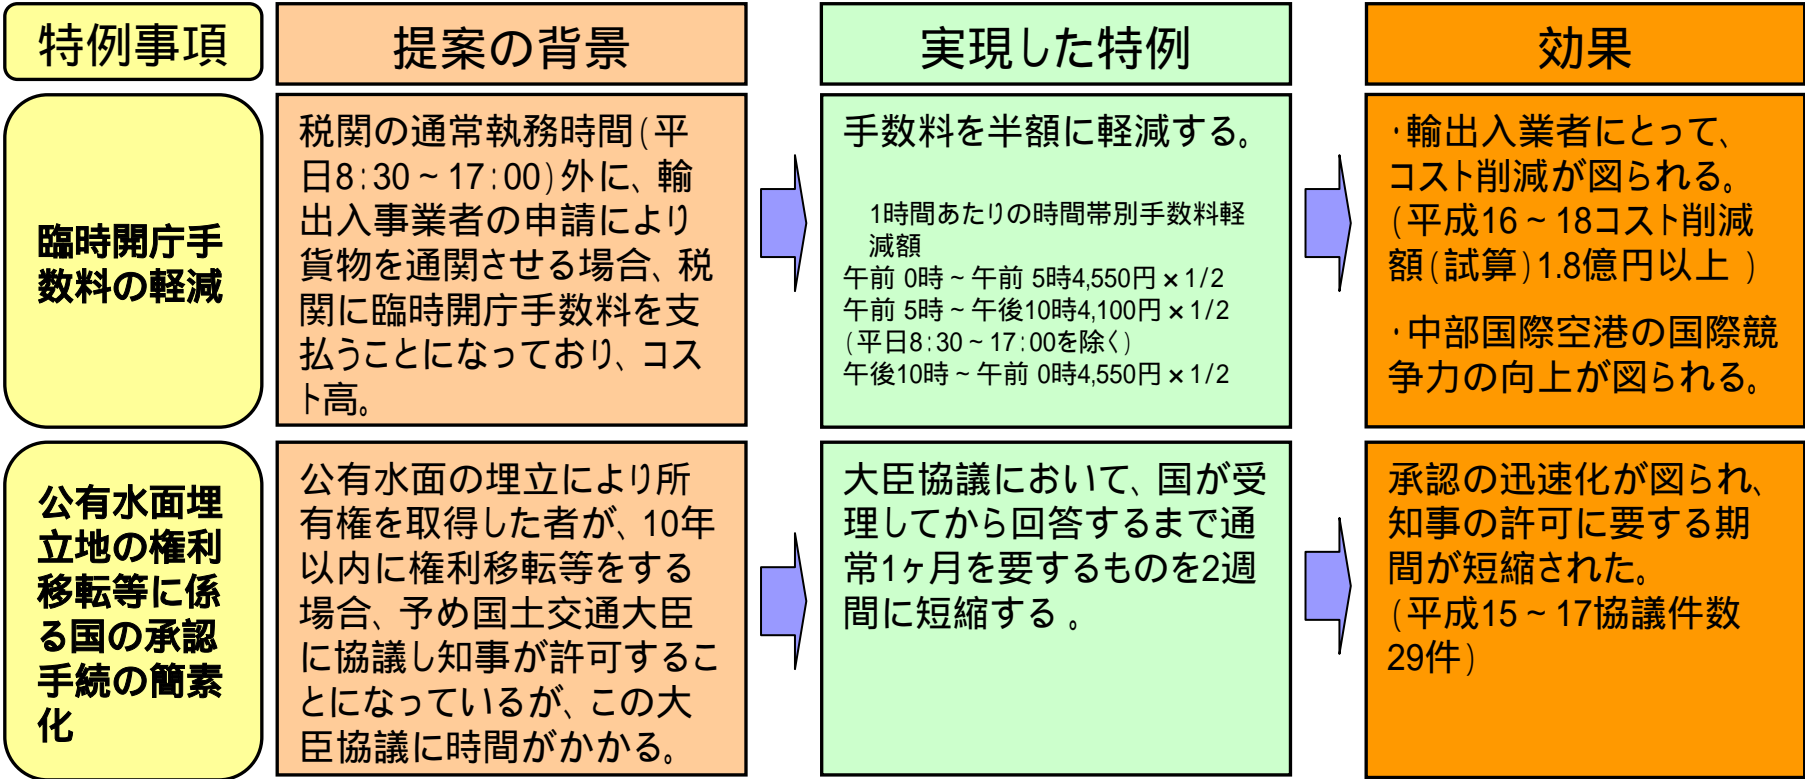 特例事項
提案の背景
実現した特例
効果
臨時開庁手
数料の軽減
税関の通常執務時間(平
日8:30~17:00)外に、輸
出入事業者の申請により
貨物を通関させる場合、税
関に臨時開庁手数料を支
払うことになっており、コス
ト高。
手数料を半額に軽減する。
1時間あたりの時間帯別手数料軽
減額
午前 0時~午前 5時4,550円×1/2
午前 5時~午後10時4,100円×1/2
(平日8:30~17:00を除く)
午後10時~午前 0時4,550円×1/2
・輸出入業者にとって、
コスト削減が図られる。
(平成16~18コスト削減
額(試算)1.8億円以上 )
・中部国際空港の国際競
争力の向上が図られる。
公有水面埋
立地の権利
移転等に係
る国の承認
手続の簡素
化
公有水面の埋立により所
有権を取得した者が、10年
以内に権利移転等をする
場合、予め国土交通大臣
に協議し知事が許可するこ
とになっているが、この大
臣協議に時間がかかる。
大臣協議において、国が受
理してから回答するまで通
常1ヶ月を要するものを2週
間に短縮する 。
承認の迅速化が図られ、
知事の許可に要する期
間が短縮された。
(平成15~17協議件数
29件)